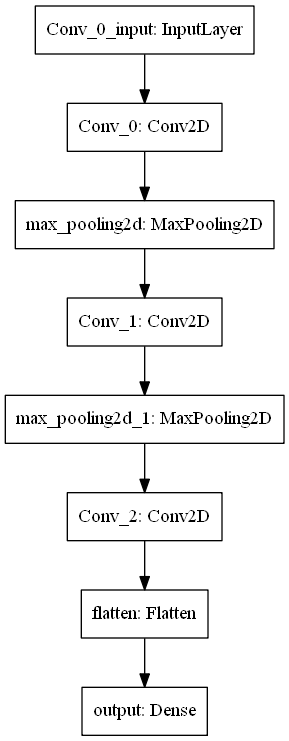 Conv_0_input: InputLayer
Conv_0: Conv2D
max_pooling2d: MaxPooling2D
Conv_1: Conv2D
max_pooling2d_1: MaxPooling2D
Conv_2: Conv2D
flatten: Flatten
output: Dense